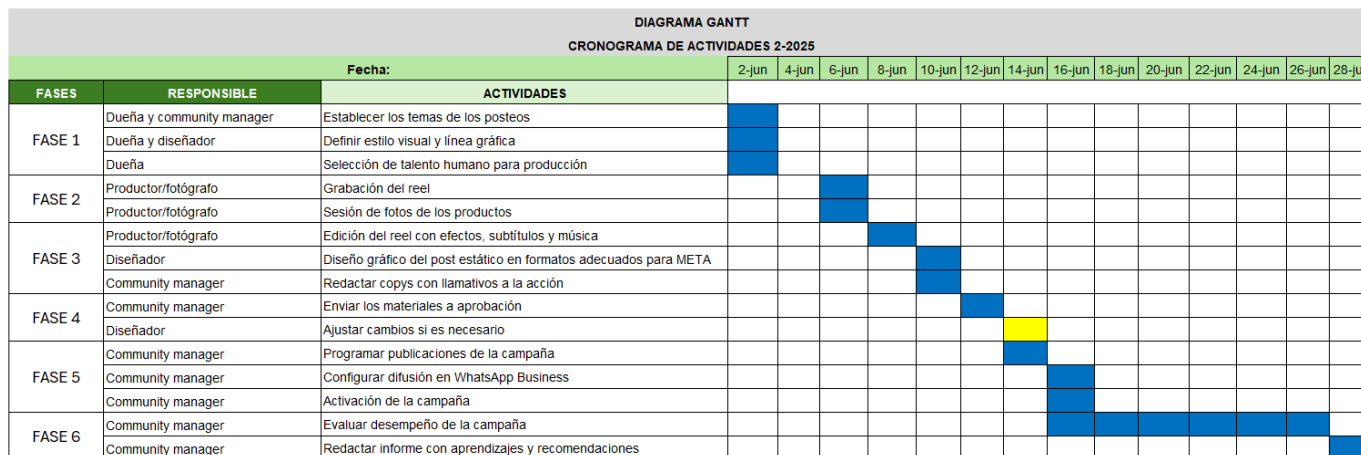 DIAGRAMA GANTT
CRONOGRAMA DE ACTIVIDADES 2-2025
Fecha: 2-jun 4-jun 6-jun 8-jun 10-jun 12-jun 14-jun 16-jun 18-jun 20-jun 22-jun 24-jun 26-jun
FASES RESPONSIBLE ACTIVIDADES
FASE 1
Dueña y community manager Establecer los temas de los posteos
Dueña y diseñador Definir estilo visual y línea gráfica
Dueña Selección de talento humano para producción
FASE 2
Productor/fotógrafo Grabación del reel
Productor/fotógrafo Sesión de fotos de los productos
FASE 3
Productor/fotógrafo Edición del reel con efectos, subtítulos y música
Diseñador Diseño gráfico del post estático en formatos adecuados para META
Community manager Redactar copys con llamativos a la acción
FASE 4
Community manager Enviar los materiales a aprobación
Diseñador Ajustar cambios si es necesario
FASE 5
Community manager Programar publicaciones de la campaña
Community manager Configurar difusión en WhatsApp Business
Community manager Activación de la campaña
FASE 6
Community manager Evaluar desempeño de la campaña
Community manager Redactar informe con aprendizajes y recomendaciones